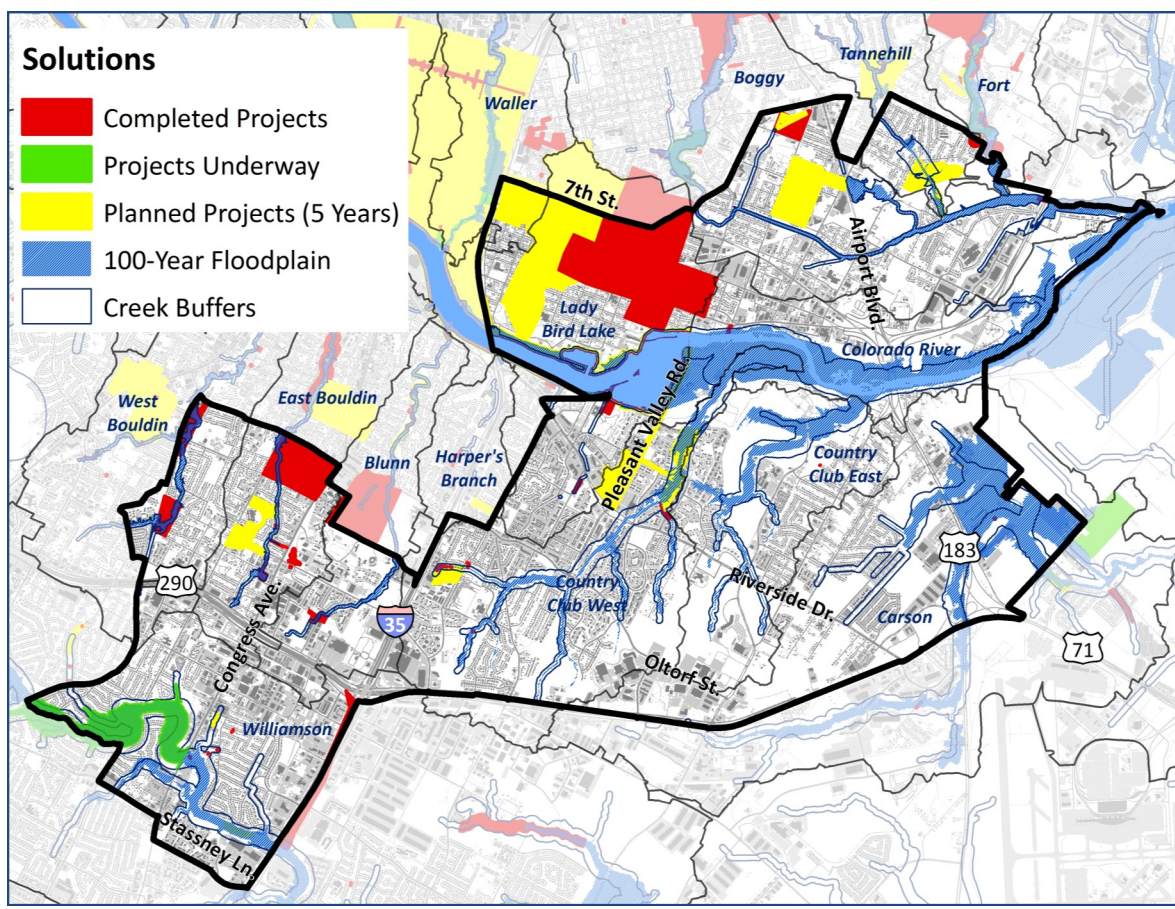 Solutions
Completed Projects
Projects Underway
Planned Projects (5 Years)
100-Year Floodplain
Creek Buffers
Waller
Boggy
Tannehill
Fort
7th St.
Airport Blvd.
Lady
Bird Lake
Colorado River
Pleasant Valley Rd.
West
Bouldin
East Bouldin
Blunn
Harper's
Branch
Country
Club East
290
Congress Ave.
35
Country
Club West
Riverside Dr.
183
Carson
71
Oltorf St.
Williamson
Stassney Ln.